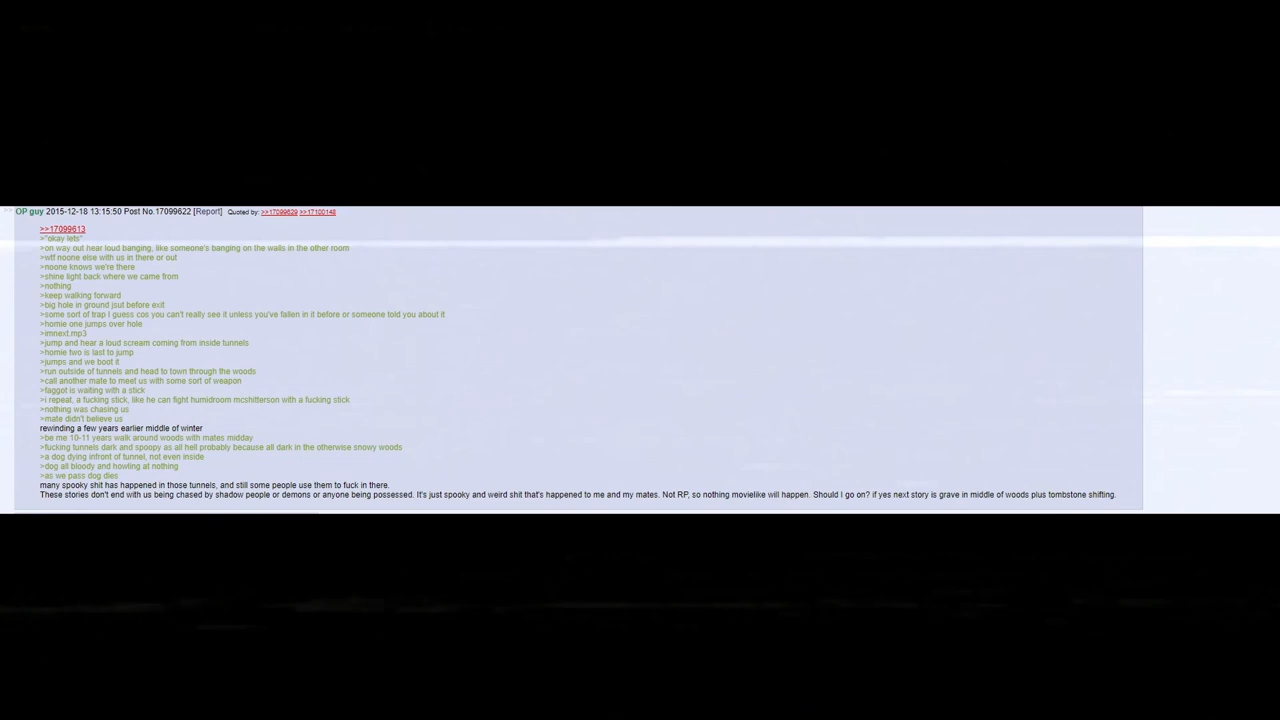 >> OP guy 2015-12-18 13:15:50 Post No.17099622 [Report] Quoted by: >>17099629 >>17100148
>>17099613
>"okay lets"
>on way out hear loud banging, like someone's banging on the walls in the other room
>wtf noone else with us in there or out
>noone knows we're there
>shine light back where we came from
>nothing
>keep walking forward
>big hole in ground jsut before exit
>some sort of trap I guess cos you can't really see it unless you've fallen in it before or someone told you about it
>homie one jumps over hole
>imnext.mp3
>jump and hear a loud scream coming from inside tunnels
>homie two is last to jump
>jumps and we boot it
>run outside of tunnels and head to town through the woods
>call another mate to meet us with some sort of weapon
>faggot is waiting with a stick
>i repeat, a fucking stick, like he can fight humidroom mcshitterson with a fucking stick
>nothing was chasing us
>mate didn't believe us
rewinding a few years earlier middle of winter
>be me 10-11 years walk around woods with mates midday
>fucking tunnels dark and spoopy as all hell probably because all dark in the otherwise snowy woods
>a dog dying infront of tunnel, not even inside
>dog all bloody and howling at nothing
>as we pass dog dies
many spooky shit has happened in those tunnels, and still some people use them to fuck in there.
These stories don't end with us being chased by shadow people or demons or anyone being possessed. It's just spooky and weird shit that's happened to me and my mates. Not RP, so nothing movielike will happen. Should I go on? if yes next story is grave in middle of woods plus tombstone shifting.